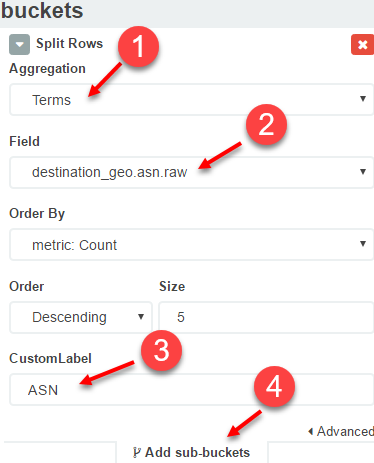 buckets
Split Rows
1
Aggregation
Terms
Field
2
destination_geo.asn.raw
Order By
metric: Count
Order Size
Descending 5
CustomLabel
3
ASN
4
Advanced
Add sub-buckets